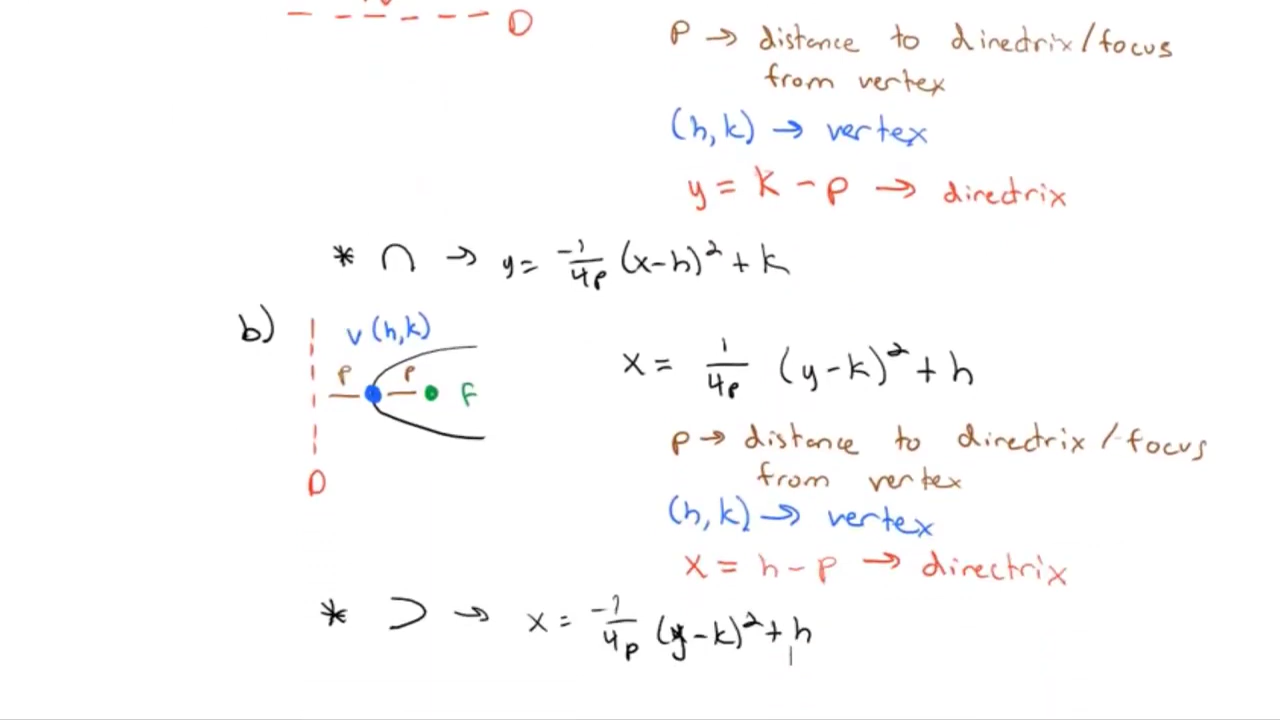 D
P → distance to directrix/focus
from vertex
(h,k) → vertex
y = k - p → directrix
* ∩ → y = -1/4p (x-h)² + k
b)
v (h,k)
P P F
D
x = 1/4p (y-k)² + h
p → distance to directrix/focus
from vertex
(h,k) → vertex
x = h - p → directrix
* ⊃ → x = -1/4p (y-k)² + h